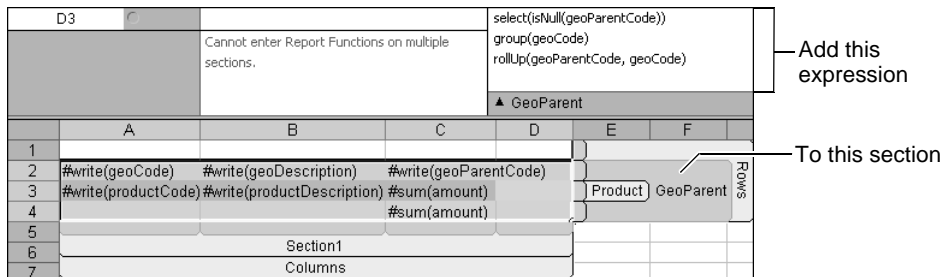 D3
select(isNull(geoParentCode))
Cannot enter Report Functions on multiple
sections.
group(geoCode)
rollUp(geoParentCode, geoCode)
▲ GeoParent
Add this
expression
A B C D E F
1
2 #write(geoCode) #write(geoDescription) #write(geoParentCode)
3 #write(productCode) #write(productDescription) #sum(amount) Product GeoParent Rows
4 #sum(amount)
5
6 Section1
7 Columns
To this section